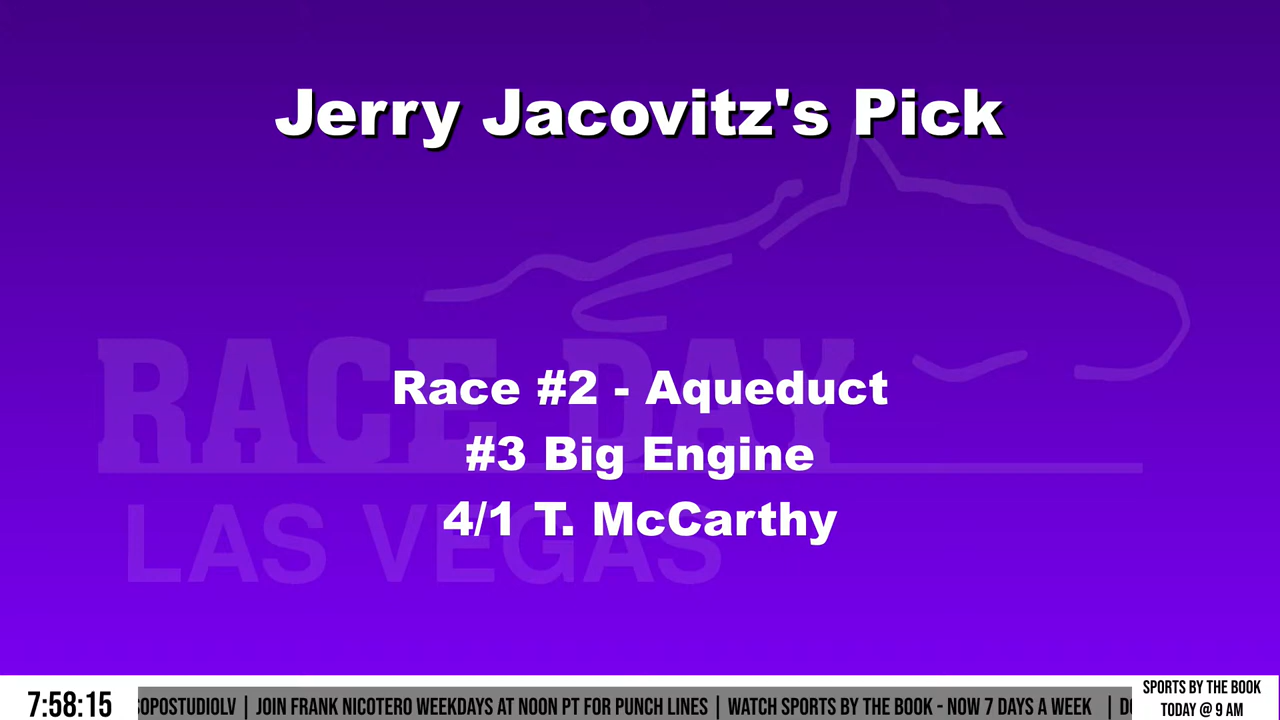 Jerry Jacovitz's Pick
RACE DAY
LAS VEGAS
Race #2 - Aqueduct
#3 Big Engine
4/1 T. McCarthy
7:58:15
SOPOSTUDIOLV | JOIN FRANK NICOTERO WEEKDAYS AT NOON PT FOR PUNCH LINES | WATCH SPORTS BY THE BOOK - NOW 7 DAYS A WEEK |
SPORTS BY THE BOOK
TODAY @ 9 AM